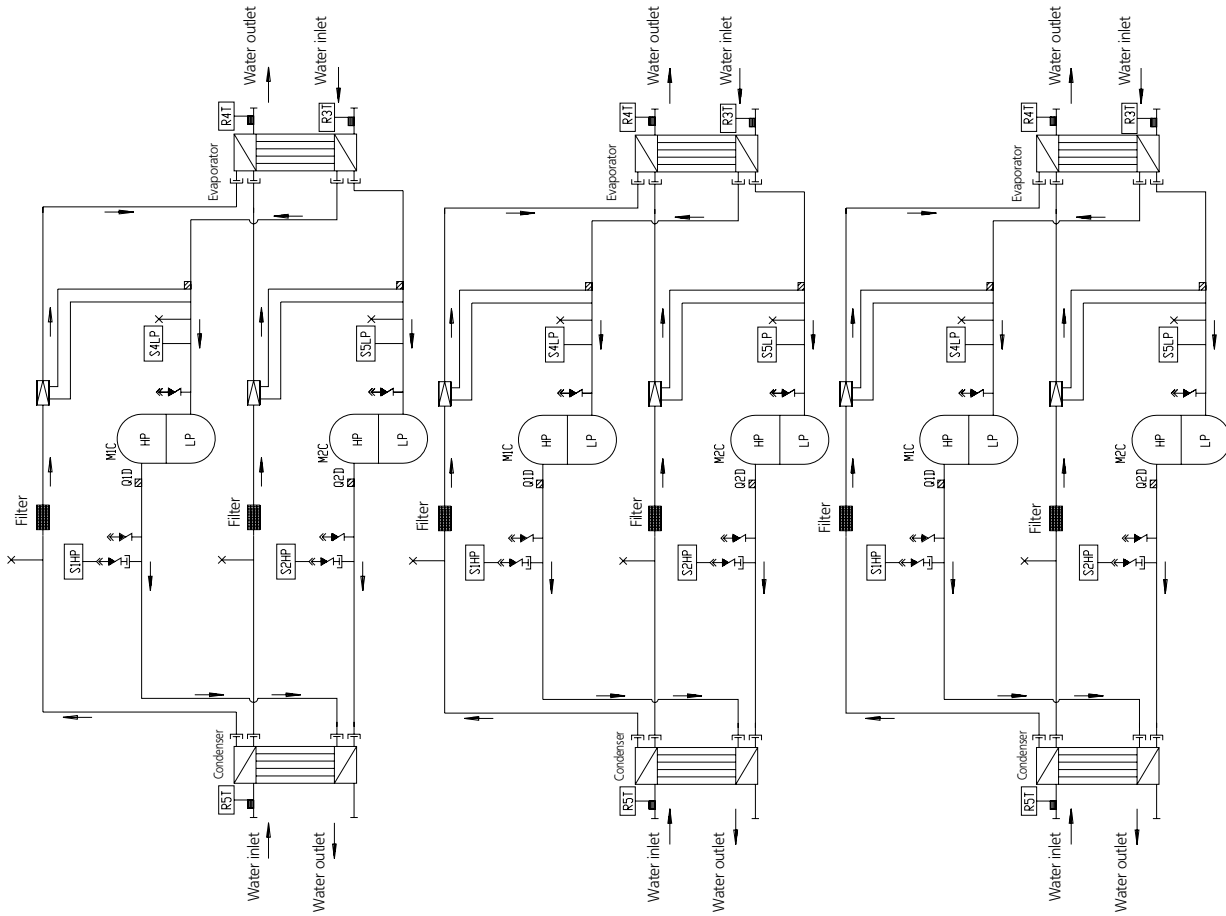 Water outlet
Water inlet
R4T
R3T
Evaporator
S4LP
S5LP
M1C
HP
LP
M2C
HP
LP
Q1D
Q2D
Filter
Filter
S1HP
S2HP
Condenser
R5T
Water inlet
Water outlet
Water outlet
Water inlet
R4T
R3T
Evaporator
S4LP
S5LP
M1C
HP
LP
M2C
HP
LP
Q1D
Q2D
Filter
Filter
S1HP
S2HP
Condenser
R5T
Water inlet
Water outlet
Water outlet
Water inlet
R4T
R3T
Evaporator
S4LP
S5LP
M1C
HP
LP
M2C
HP
LP
Q1D
Q2D
Filter
Filter
S1HP
S2HP
Condenser
R5T
Water inlet
Water outlet